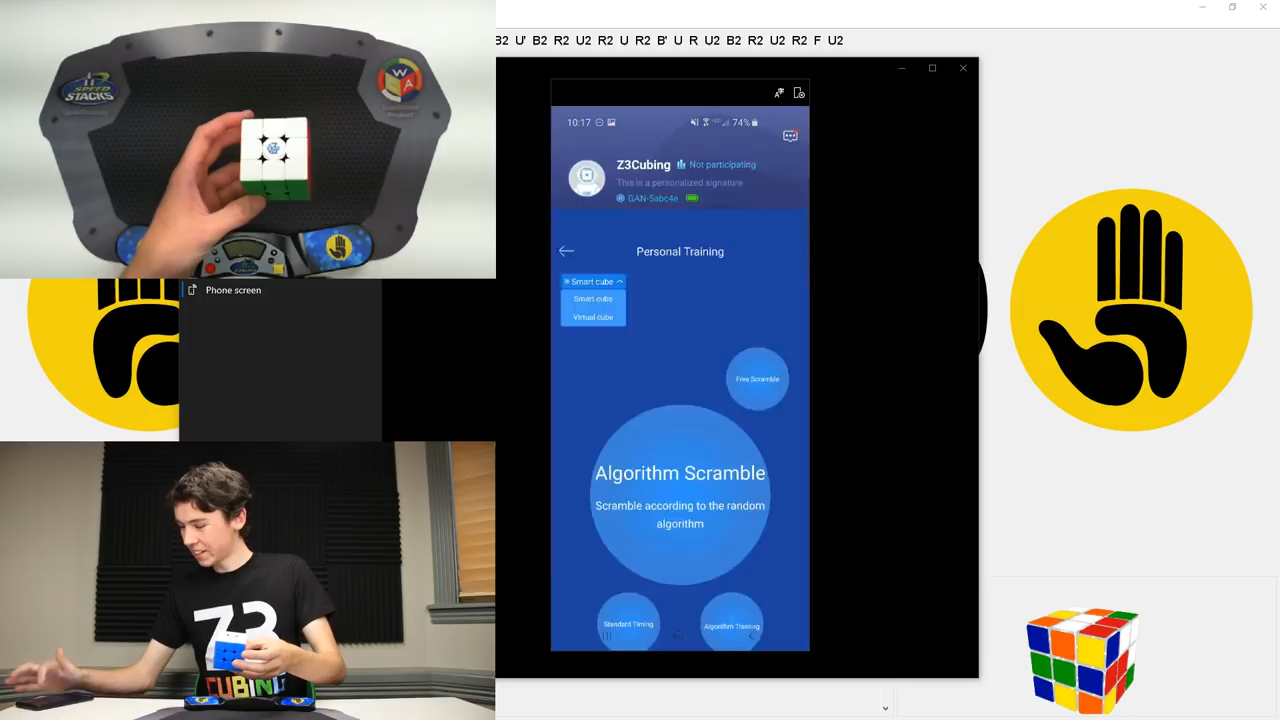 B2 U' B2 R2 U2 R2 U R2 B' U R U2 B2 R2 U2 R2 F U2
SPEED
STACKS
W
A
10:17
74%
Z3Cubing
Not participating
This is a personalized signature
GAN-5abc4e
Personal Training
Smart cube
Smart cube
Virtual cube
Phone screen
Free Scramble
Algorithm Scramble
Scramble according to the random
algorithm
Standard Timing
Algorithm Training
Z3
CUBING